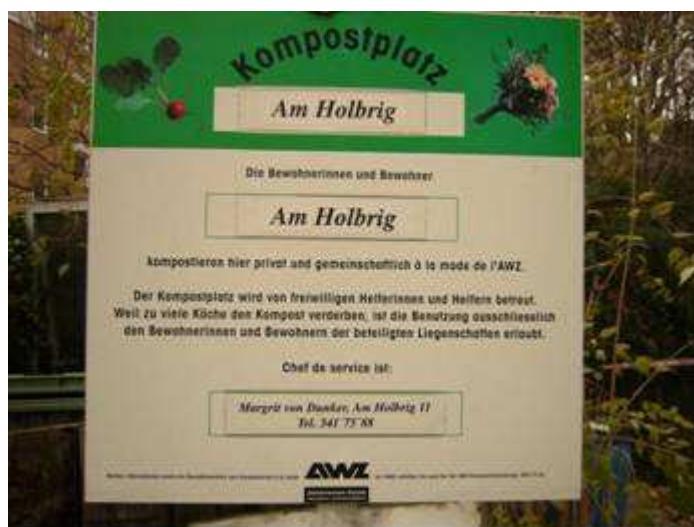 Kompostplatz
Am Holbrig
Die Bewohnerinnen und Bewohner
Am Holbrig
kompostieren hier privat und gemeinschaftlich à la mode de l'AWZ.
Der Kompostplatz wird von freiwilligen Helferinnen und Helfern betreut.
Weil zu viele Köche den Kompost verderben, ist die Benutzung ausschliesslich
den Bewohnerinnen und Bewohnern der beteiligten Liegenschaften erlaubt.
Chef de service ist:
Margrit von Dunker, Am Holbrig 11
Tel. 341 75 88
AWZ